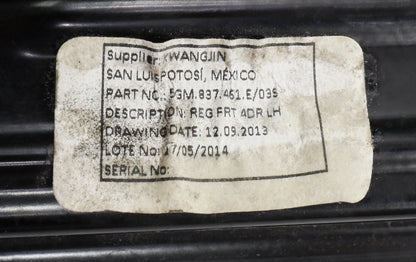 Supplier: KWANGJIN
SAN LUIS POTOSÍ, MÉXICO
PART NO.: 5GM.837.461.E/03S
DESCRIPTION: REG FRT 4DR LH
DRAWING DATE: 12.09.2013
LOTE No: 17/05/2014
SERIAL No: